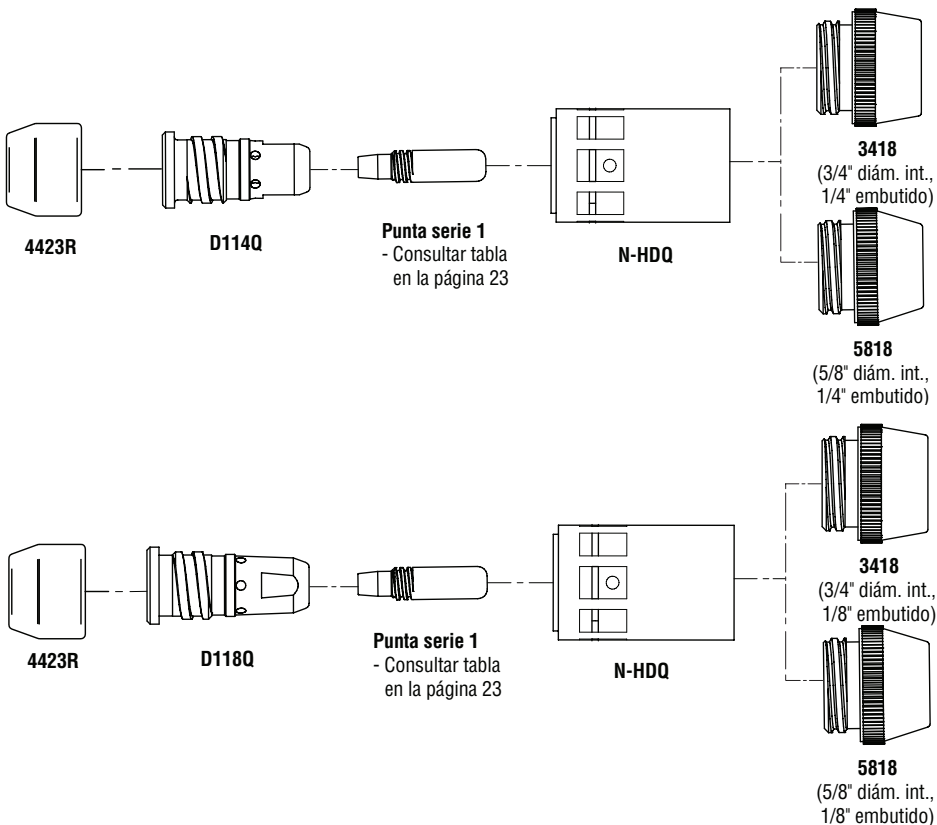 3418
(3/4" diám. int.,
1/4" embutido)
4423R
D114Q
Punta serie 1
- Consultar tabla
en la página 23
N-HDQ
5818
(5/8" diám. int.,
1/4" embutido)
3418
(3/4" diám. int.,
1/8" embutido)
4423R
D118Q
Punta serie 1
- Consultar tabla
en la página 23
N-HDQ
5818
(5/8" diám. int.,
1/8" embutido)